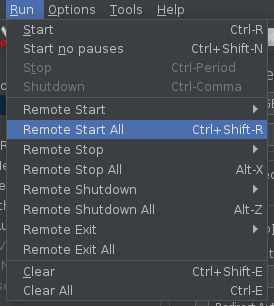 Run Options Tools Help
Start Ctrl-R
Start no pauses Ctrl+Shift-N
Stop Ctrl-Period
Shutdown Ctrl-Comma
Remote Start
Remote Start All Ctrl+Shift-R
Remote Stop
Remote Stop All Alt-X
Remote Shutdown
Remote Shutdown All Alt-Z
Remote Exit
Remote Exit All
Clear Ctrl+Shift-E
Clear All Ctrl-E